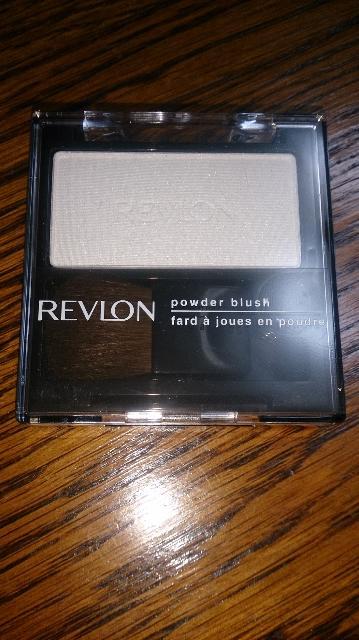 REVLON
REVLON
powder blush
fard à joues en poudre